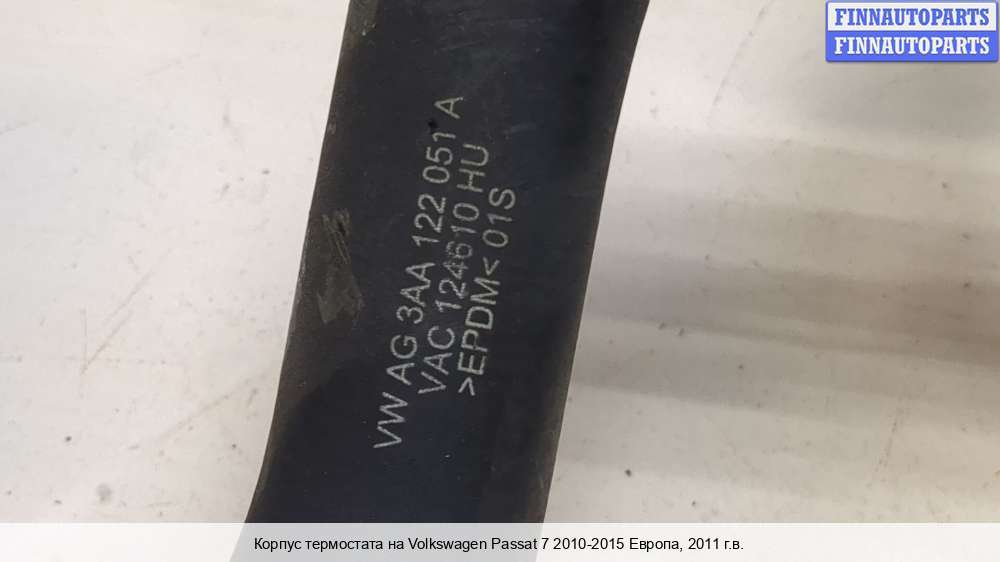 FINNAUTOPARTS
FINNAUTOPARTS
VW AG 3AA 122 051 A
VAC 124610 HU
>EPDM< 01S
Корпус термостата на Volkswagen Passat 7 2010-2015 Европа, 2011 г.в.